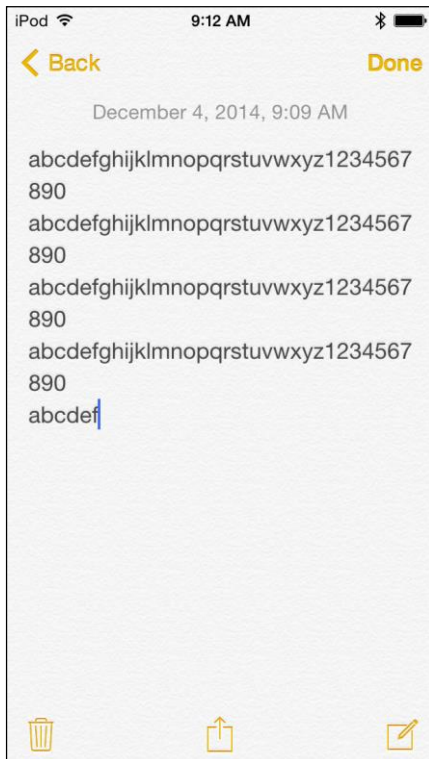 iPod 9:12 AM
Back Done
December 4, 2014, 9:09 AM
abcdefghijklmnopqrstuvwxyz1234567
890
abcdefghijklmnopqrstuvwxyz1234567
890
abcdefghijklmnopqrstuvwxyz1234567
890
abcdefghijklmnopqrstuvwxyz1234567
890
abcdef